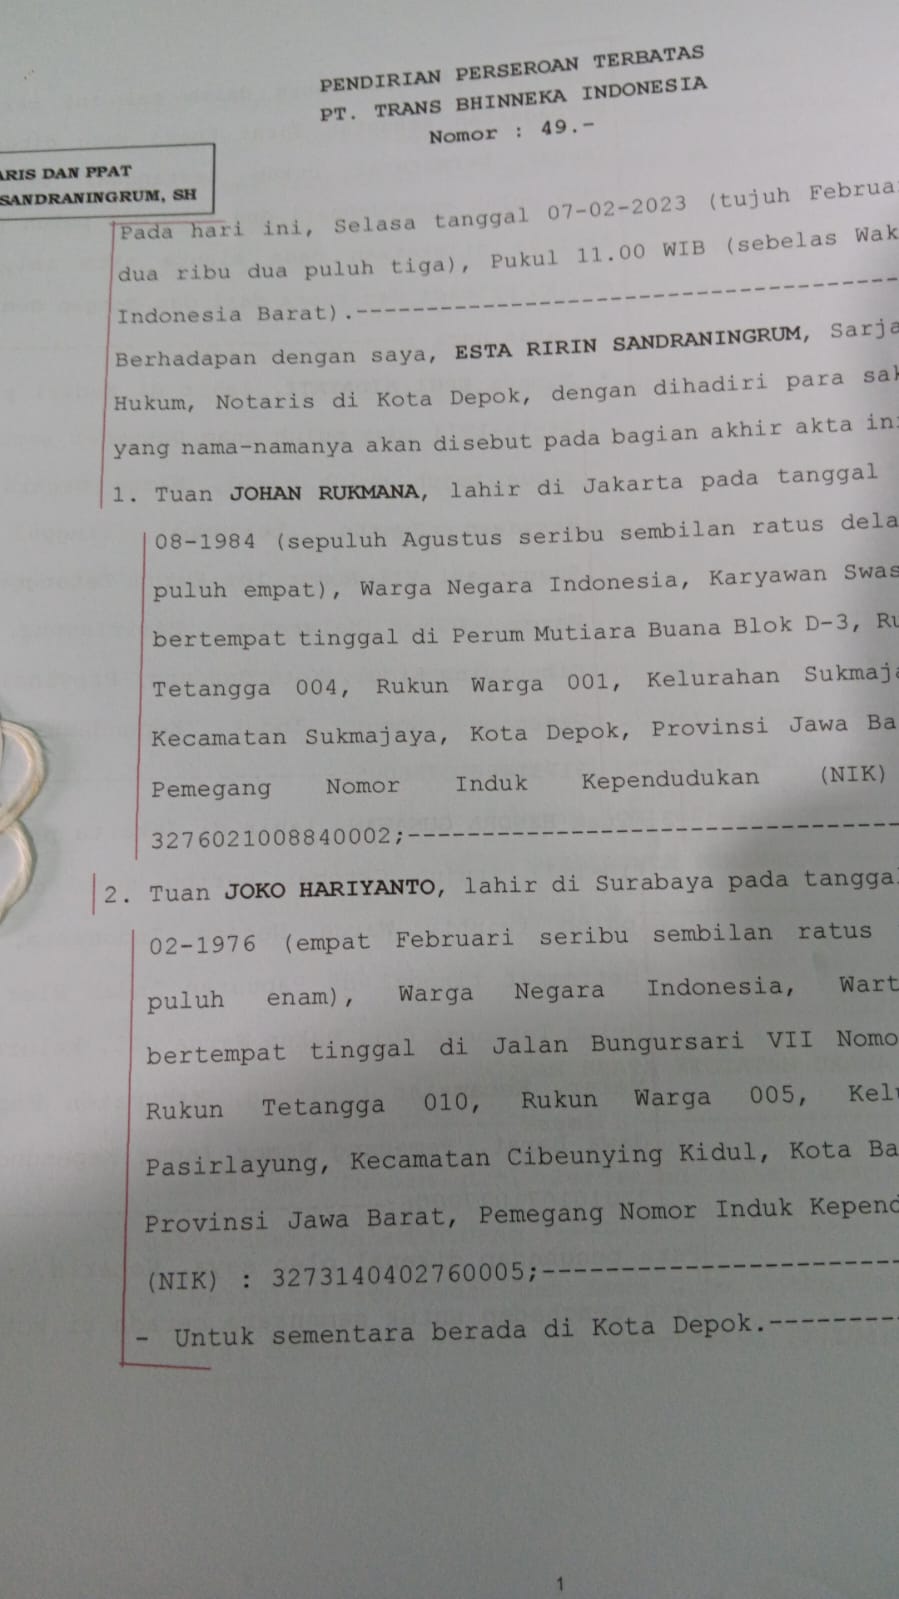 PENDIRIAN PERSEROAN TERBATAS
PT. TRANS BHINNEKA INDONESIA
Nomor : 49.-
ARIS DAN PPAT
SANDRANINGRUM, SH
Pada hari ini, Selasa tanggal 07-02-2023 (tujuh Februa
dua ribu dua puluh tiga), Pukul 11.00 WIB (sebelas Wak
Indonesia Barat).---------------------------------------
Berhadapan dengan saya, ESTA RIRIN SANDRANINGRUM, Sarja
Hukum, Notaris di Kota Depok, dengan dihadiri para sak
yang nama-namanya akan disebut pada bagian akhir akta ini
1. Tuan JOHAN RUKMANA, lahir di Jakarta pada tanggal
08-1984 (sepuluh Agustus seribu sembilan ratus dela
puluh empat), Warga Negara Indonesia, Karyawan Swas
bertempat tinggal di Perum Mutiara Buana Blok D-3, Ru
Tetangga 004, Rukun Warga 001, Kelurahan Sukmaja
Kecamatan Sukmajaya, Kota Depok, Provinsi Jawa Ba
Pemegang Nomor Induk Kependudukan (NIK)
3276021008840002;-----------------------------------
2. Tuan JOKO HARIYANTO, lahir di Surabaya pada tangga
02-1976 (empat Februari seribu sembilan ratus
puluh enam), Warga Negara Indonesia, Wart
bertempat tinggal di Jalan Bungursari VII Nomo
Rukun Tetangga 010, Rukun Warga 005, Kelu
Pasirlayung, Kecamatan Cibeunying Kidul, Kota Ba
Provinsi Jawa Barat, Pemegang Nomor Induk Kepend
(NIK) : 3273140402760005;-----------------------
- Untuk sementara berada di Kota Depok.---------
1